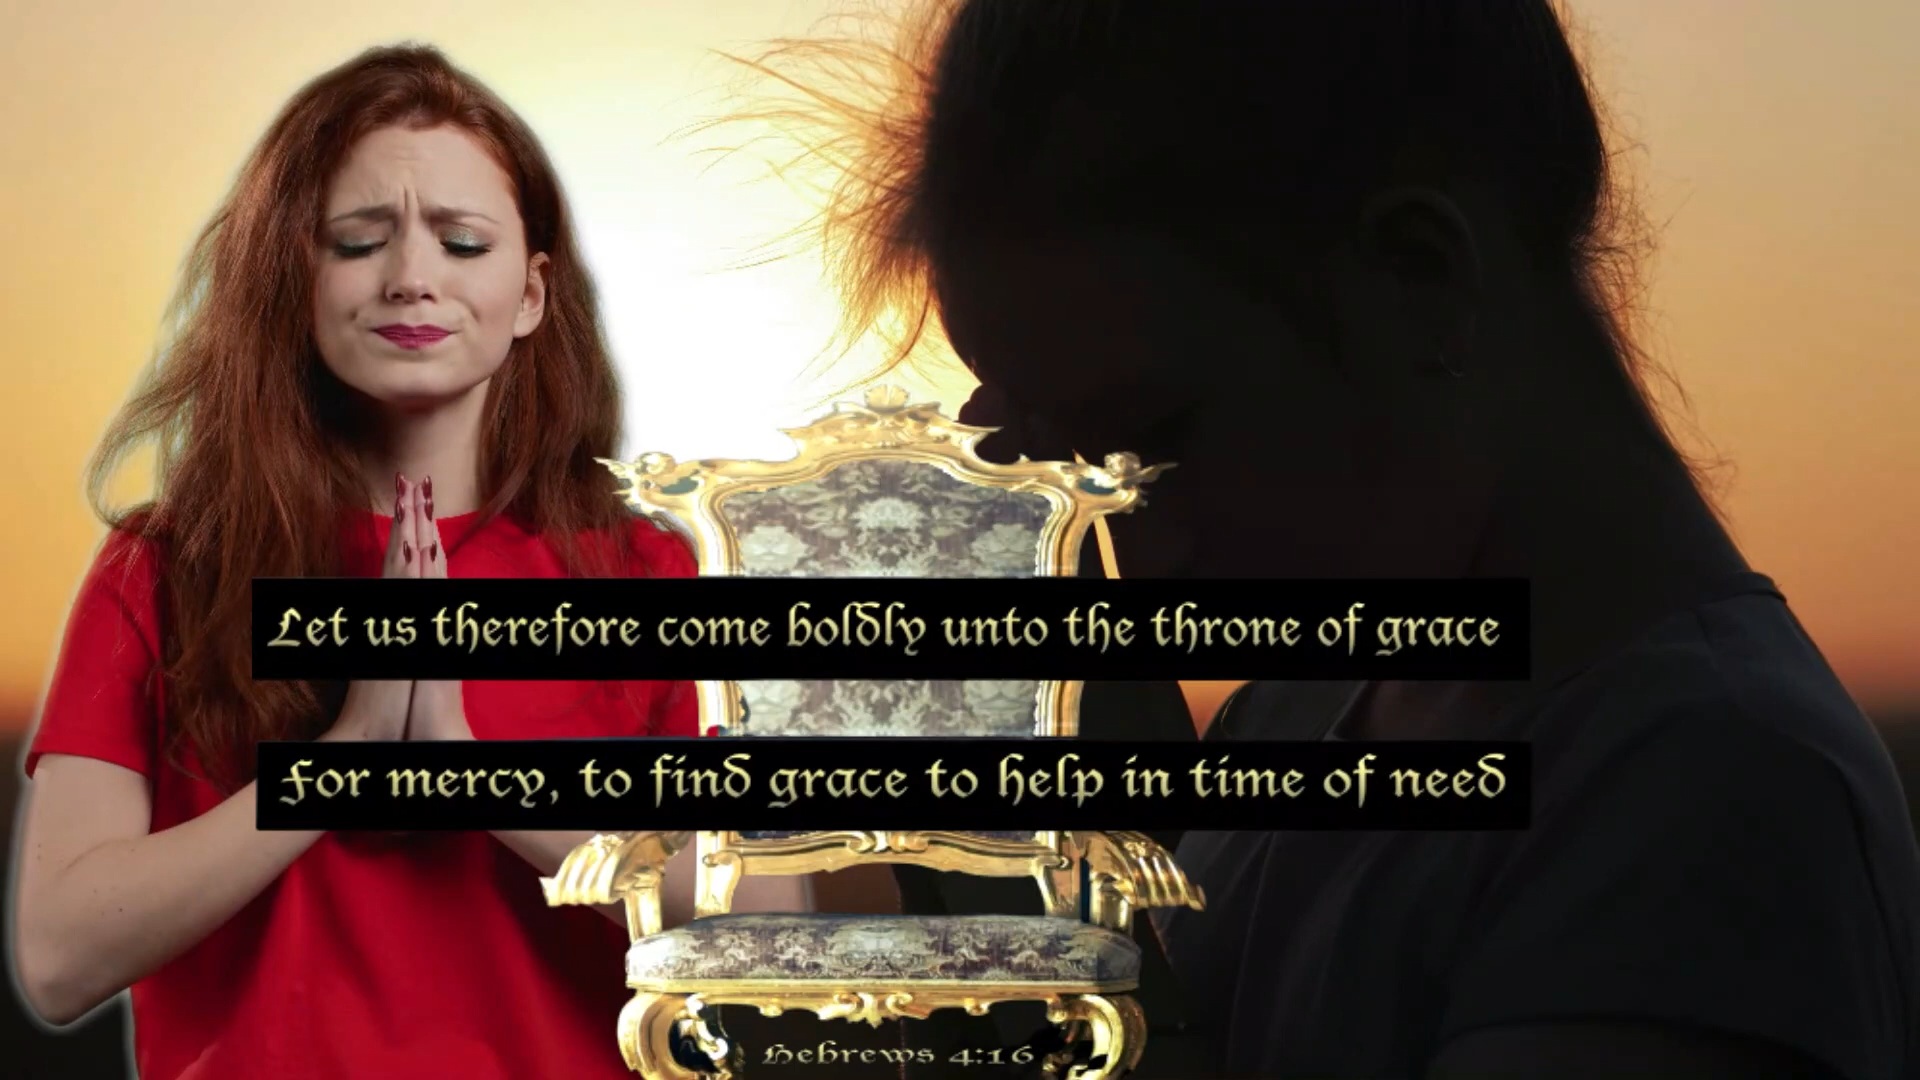 Let us therefore come boldly unto the throne of grace
For mercy, to find grace to help in time of need
Hebrews 4:16